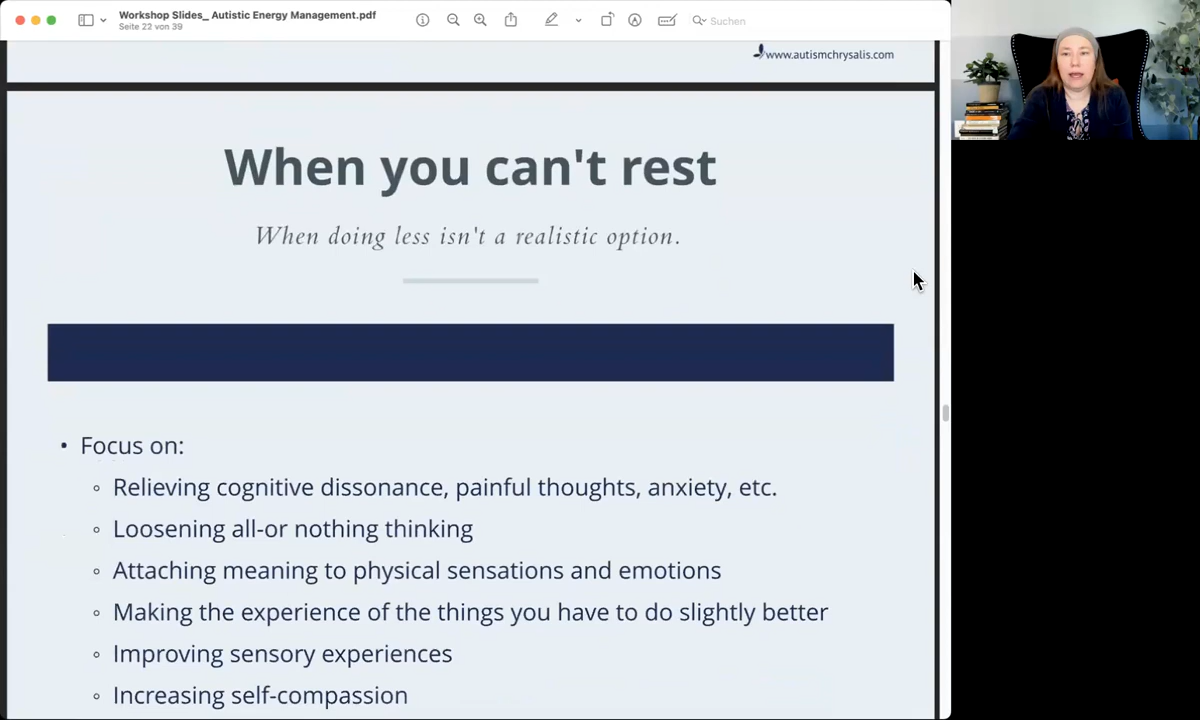 Workshop Slides_ Autistic Energy Management.pdf
Seite 22 von 39
Suchen
www.autismchrysalis.com
When you can't rest
When doing less isn't a realistic option.
• Focus on:
◦ Relieving cognitive dissonance, painful thoughts, anxiety, etc.
◦ Loosening all-or nothing thinking
◦ Attaching meaning to physical sensations and emotions
◦ Making the experience of the things you have to do slightly better
◦ Improving sensory experiences
◦ Increasing self-compassion